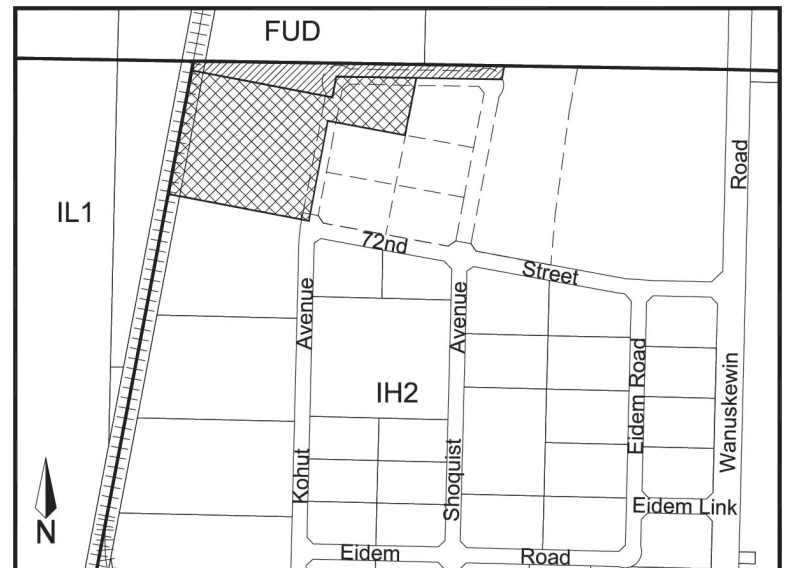 FUD
Road
IL1
72nd
Street
Avenue
Avenue
Eidem Road
Wanuskewin
IH2
Kohut
Shoquist
Eidem Link
N
Eidem
Road